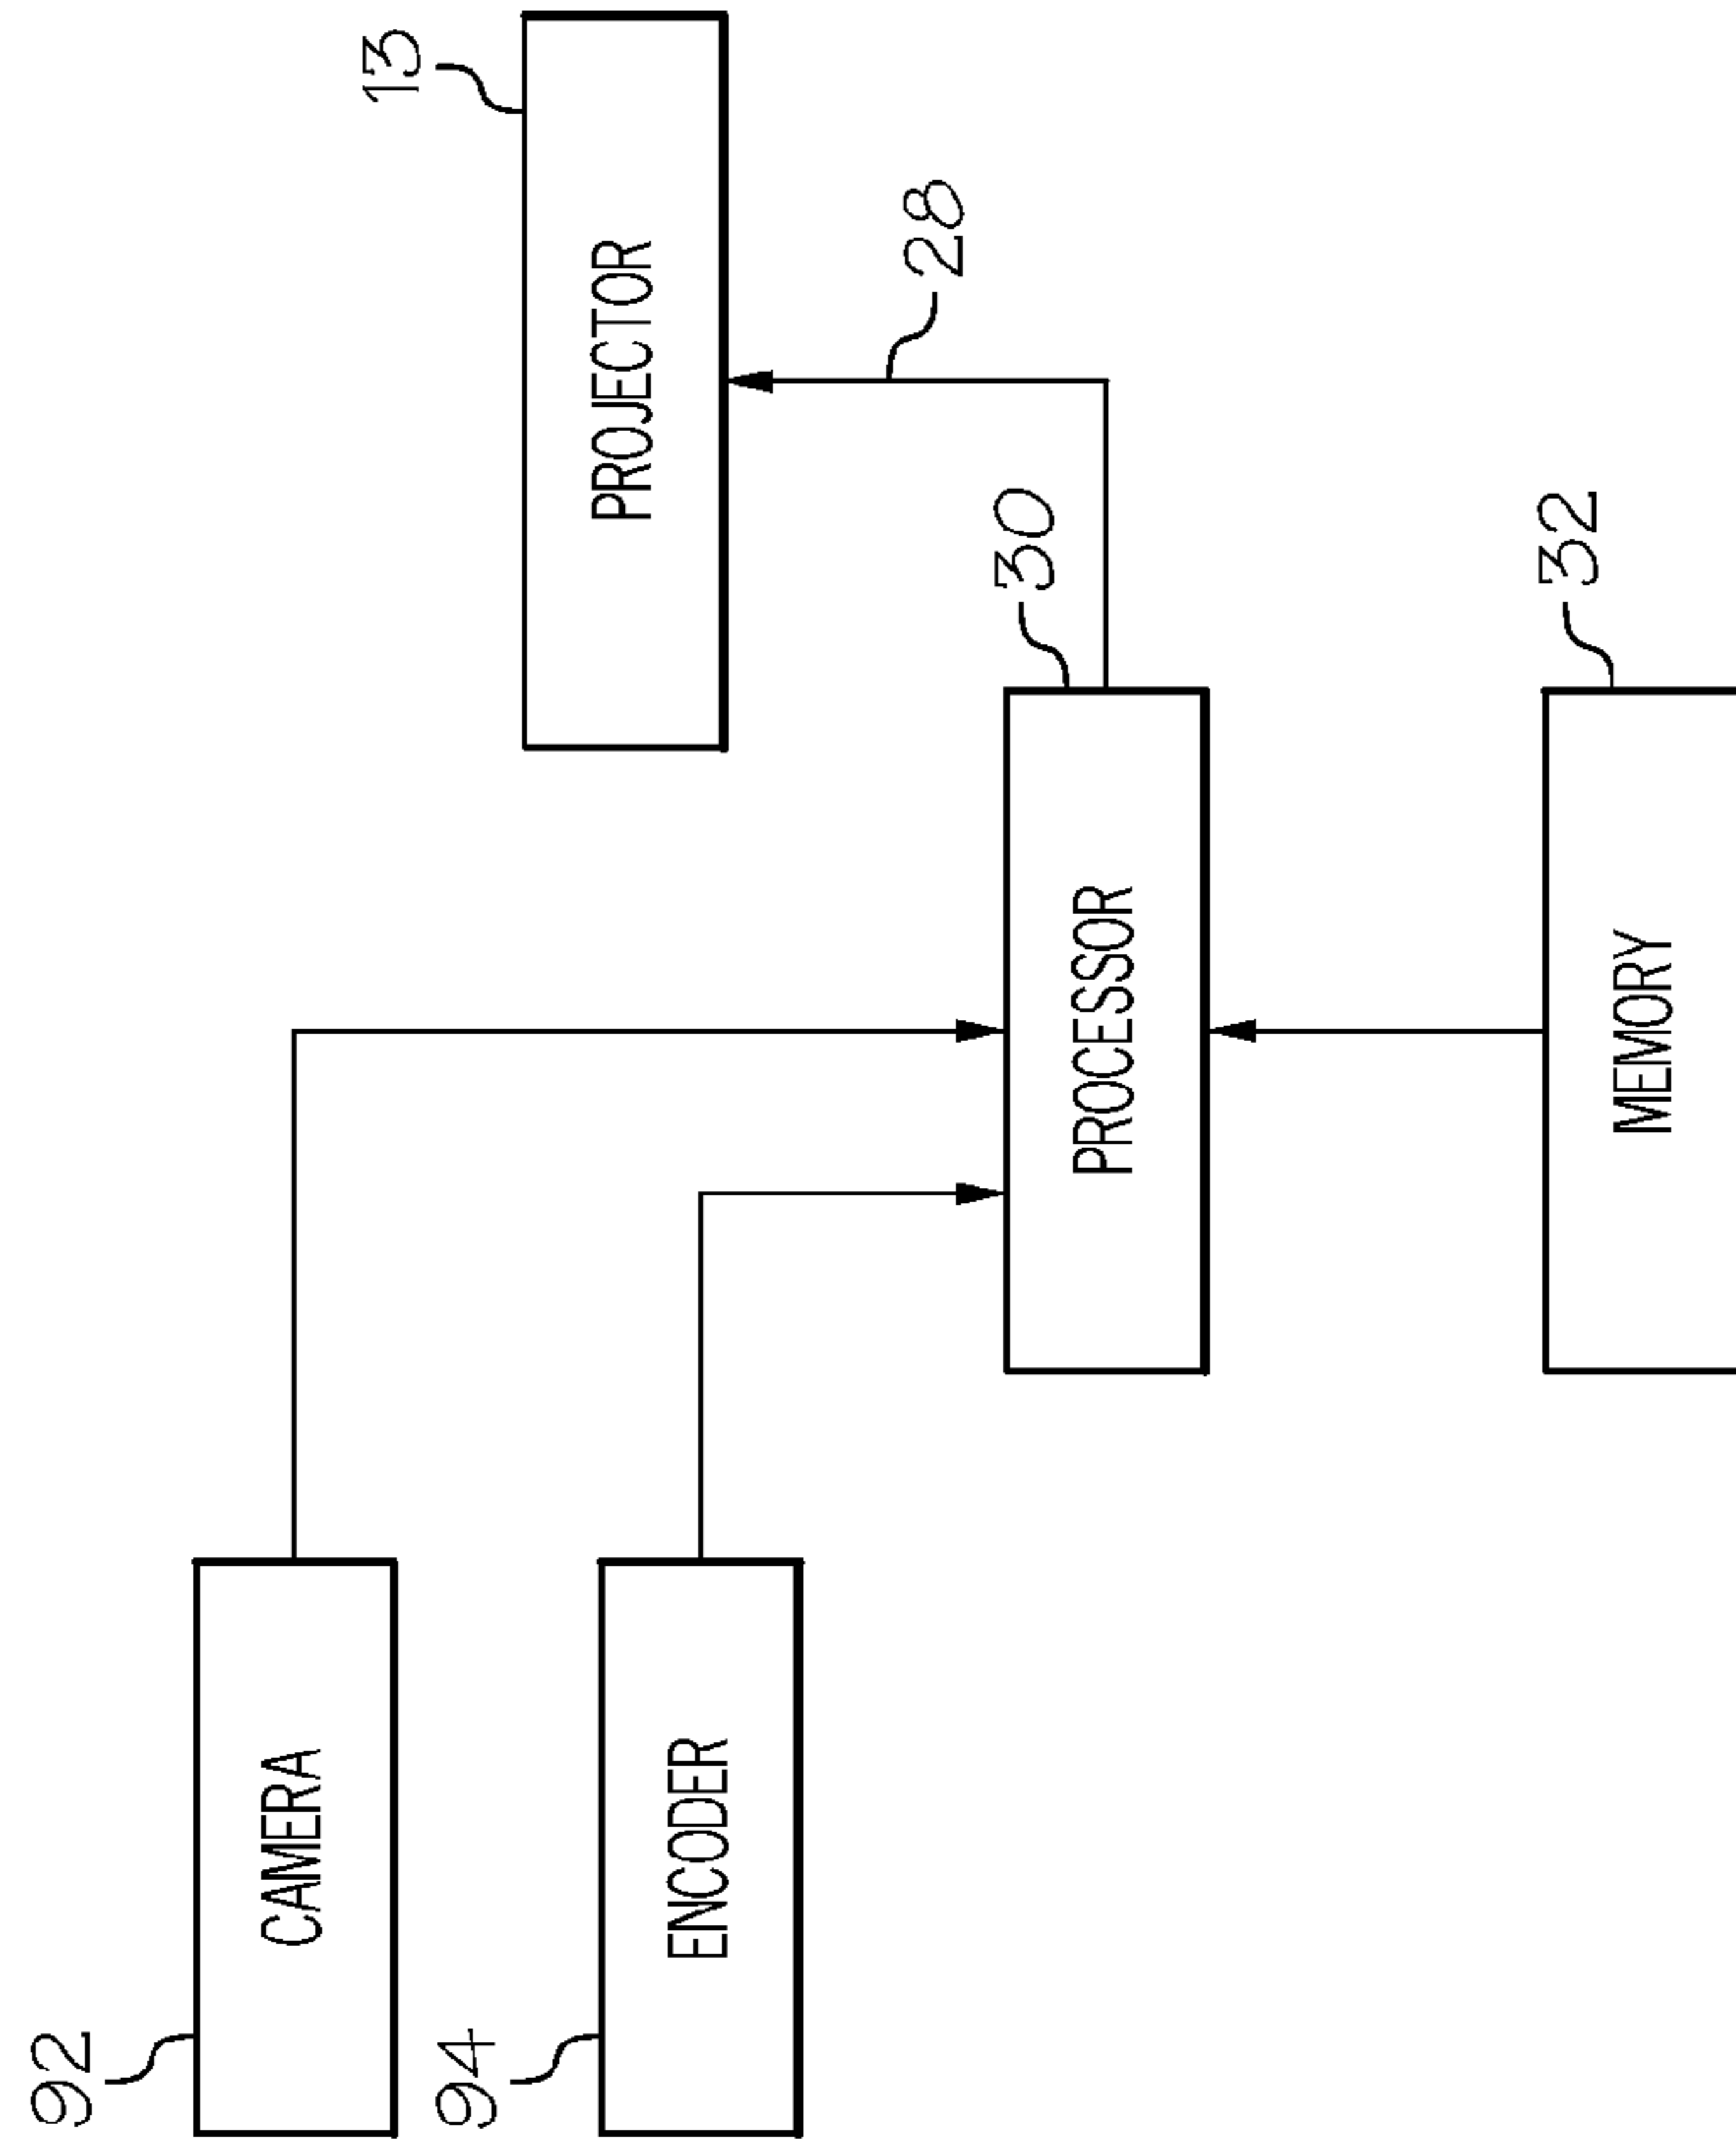 92
CAMERA
13
94
PROJECTOR
ENCODER
28
30
PROCESSOR
32
MEMORY